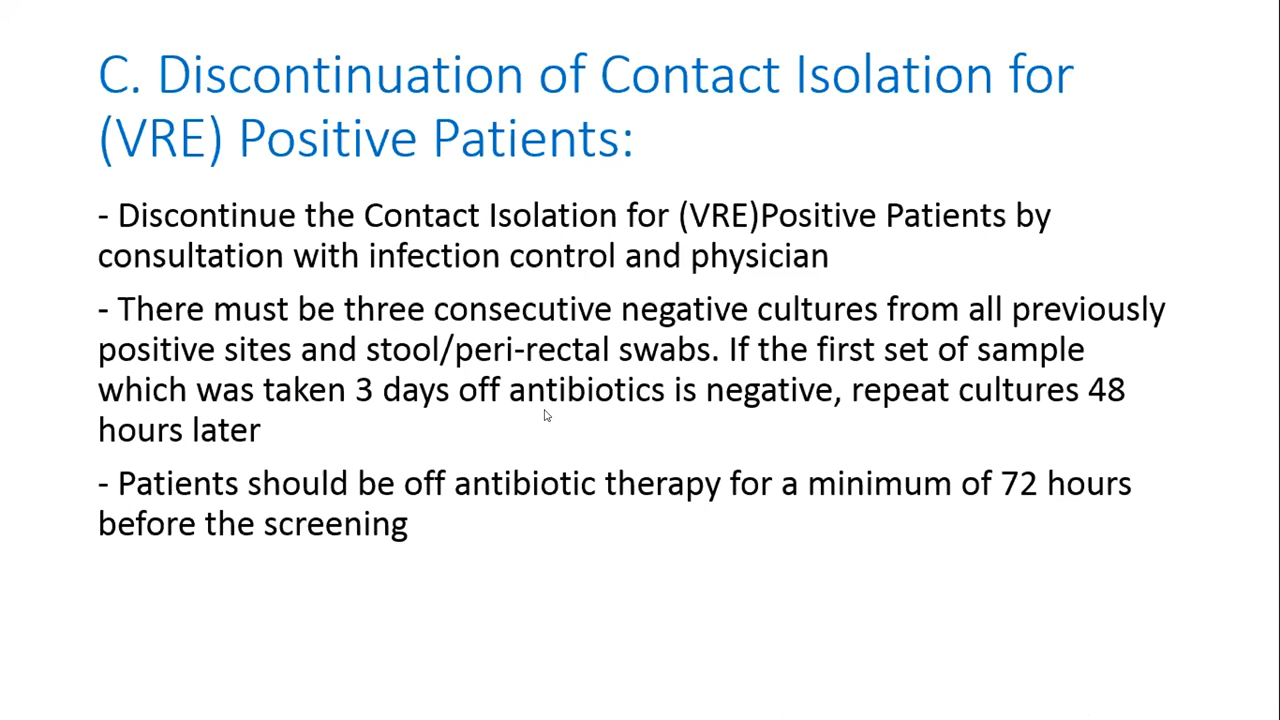 C. Discontinuation of Contact Isolation for
(VRE) Positive Patients:
- Discontinue the Contact Isolation for (VRE)Positive Patients by
consultation with infection control and physician
- There must be three consecutive negative cultures from all previously
positive sites and stool/peri-rectal swabs. If the first set of sample
which was taken 3 days off antibiotics is negative, repeat cultures 48
hours later
- Patients should be off antibiotic therapy for a minimum of 72 hours
before the screening